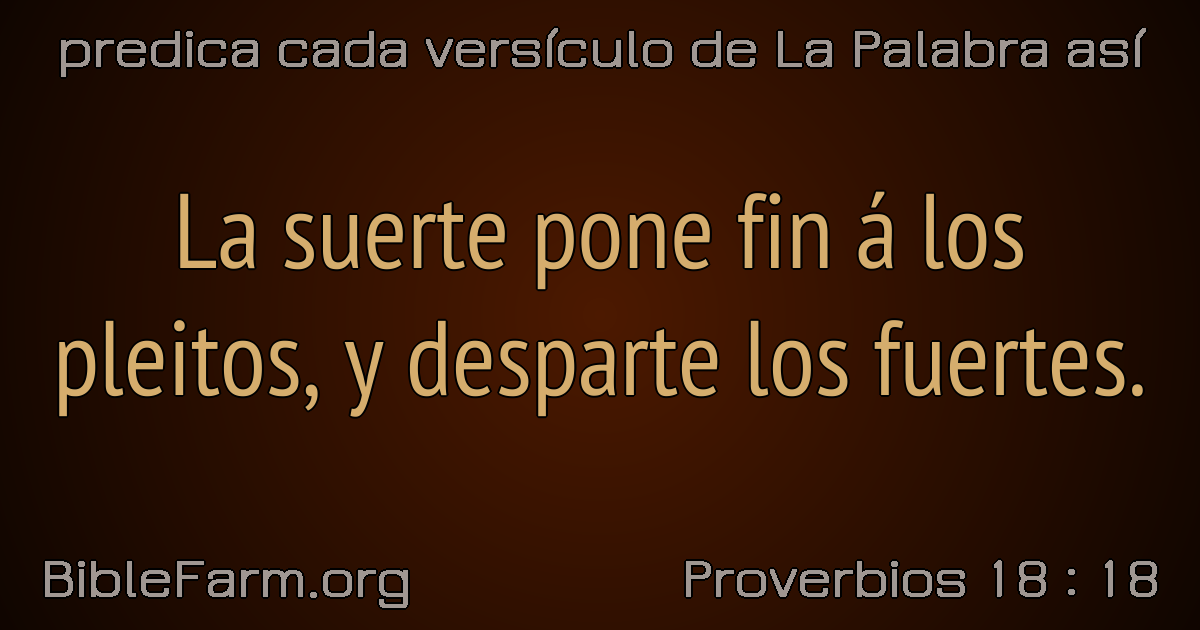 predica cada versículo de La Palabra así
La suerte pone fin á los
pleitos, y desparte los fuertes.
BibleFarm.org
Proverbios 18 : 18